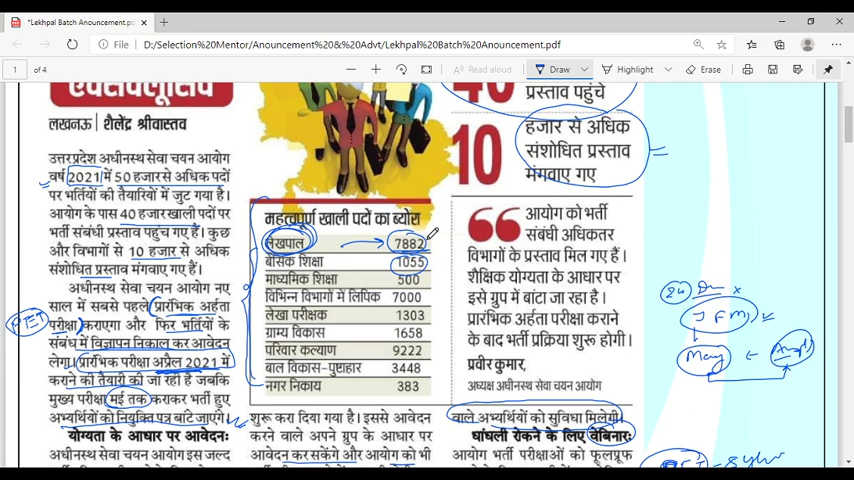 *Lekhpal Batch Anouncement.pdf
File
D:/Selection%20Mentor/Anouncement%20&%20Advt/Lekhpal%20Batch%20Anouncement.pdf
1 of 4
Read aloud
Draw
Highlight
Erase
एक्सक्लूसिव
लखनऊ | शैलेंद्र श्रीवास्तव
उत्तर प्रदेश अधीनस्थ सेवा चयन आयोग
वर्ष 2021 में 50 हजार से अधिक पदों
पर भर्तियों की तैयारियों में जुट गया है।
आयोग के पास 40 हजार खाली पदों पर
भर्ती संबंधी प्रस्ताव पहुंच गए हैं। कुछ
और विभागों से 10 हजार से अधिक
संशोधित प्रस्ताव मंगवाए गए हैं।
अधीनस्थ सेवा चयन आयोग नए
साल में सबसे पहले प्रारंभिक अर्हता
परीक्षा कराएगा और फिर भर्तियों के
संबंध में विज्ञापन निकाल कर आवेदन
लेगा। प्रारंभिक परीक्षा अप्रैल 2021 में
कराने की तैयारी की जा रही है जबकि
मुख्य परीक्षा मई तक कराकर भर्ती हुए
अभ्यर्थियों को नियुक्ति पत्र बांटे जाएंगे।
योग्यता के आधार पर आवेदन:
अधीनस्थ सेवा चयन आयोग इस जल्द
महत्वपूर्ण खाली पदों का ब्योरा
लेखपाल 7882
बेसिक शिक्षा 1055
माध्यमिक शिक्षा 500
विभिन्न विभागों में लिपिक 7000
लेखा परीक्षक 1303
ग्राम्य विकास 1658
परिवार कल्याण 9222
बाल विकास-पुष्टाहार 3448
नगर निकाय 383
शुरू करा दिया गया है। इससे आवेदन
करने वाले अपने ग्रुप के आधार पर
आवेदन कर सकेंगे और आयोग को भी
40
प्रस्ताव पहुंचे
10 हजार से अधिक
संशोधित प्रस्ताव
मंगवाए गए
आयोग को भर्ती
संबंधी अधिकतर
विभागों के प्रस्ताव मिल गए हैं।
शैक्षिक योग्यता के आधार पर
इसे ग्रुप में बांटा जा रहा है।
प्रारंभिक अर्हता परीक्षा कराने
के बाद भर्ती प्रक्रिया शुरू होगी।
प्रवीर कुमार,
अध्यक्ष अधीनस्थ सेवा चयन आयोग
वाले अभ्यर्थियों को सुविधा मिलेगी।
धांधली रोकने के लिए वेबिनार:
आयोग भर्ती परीक्षाओं को फूलप्रूफ
PET
J F M
May